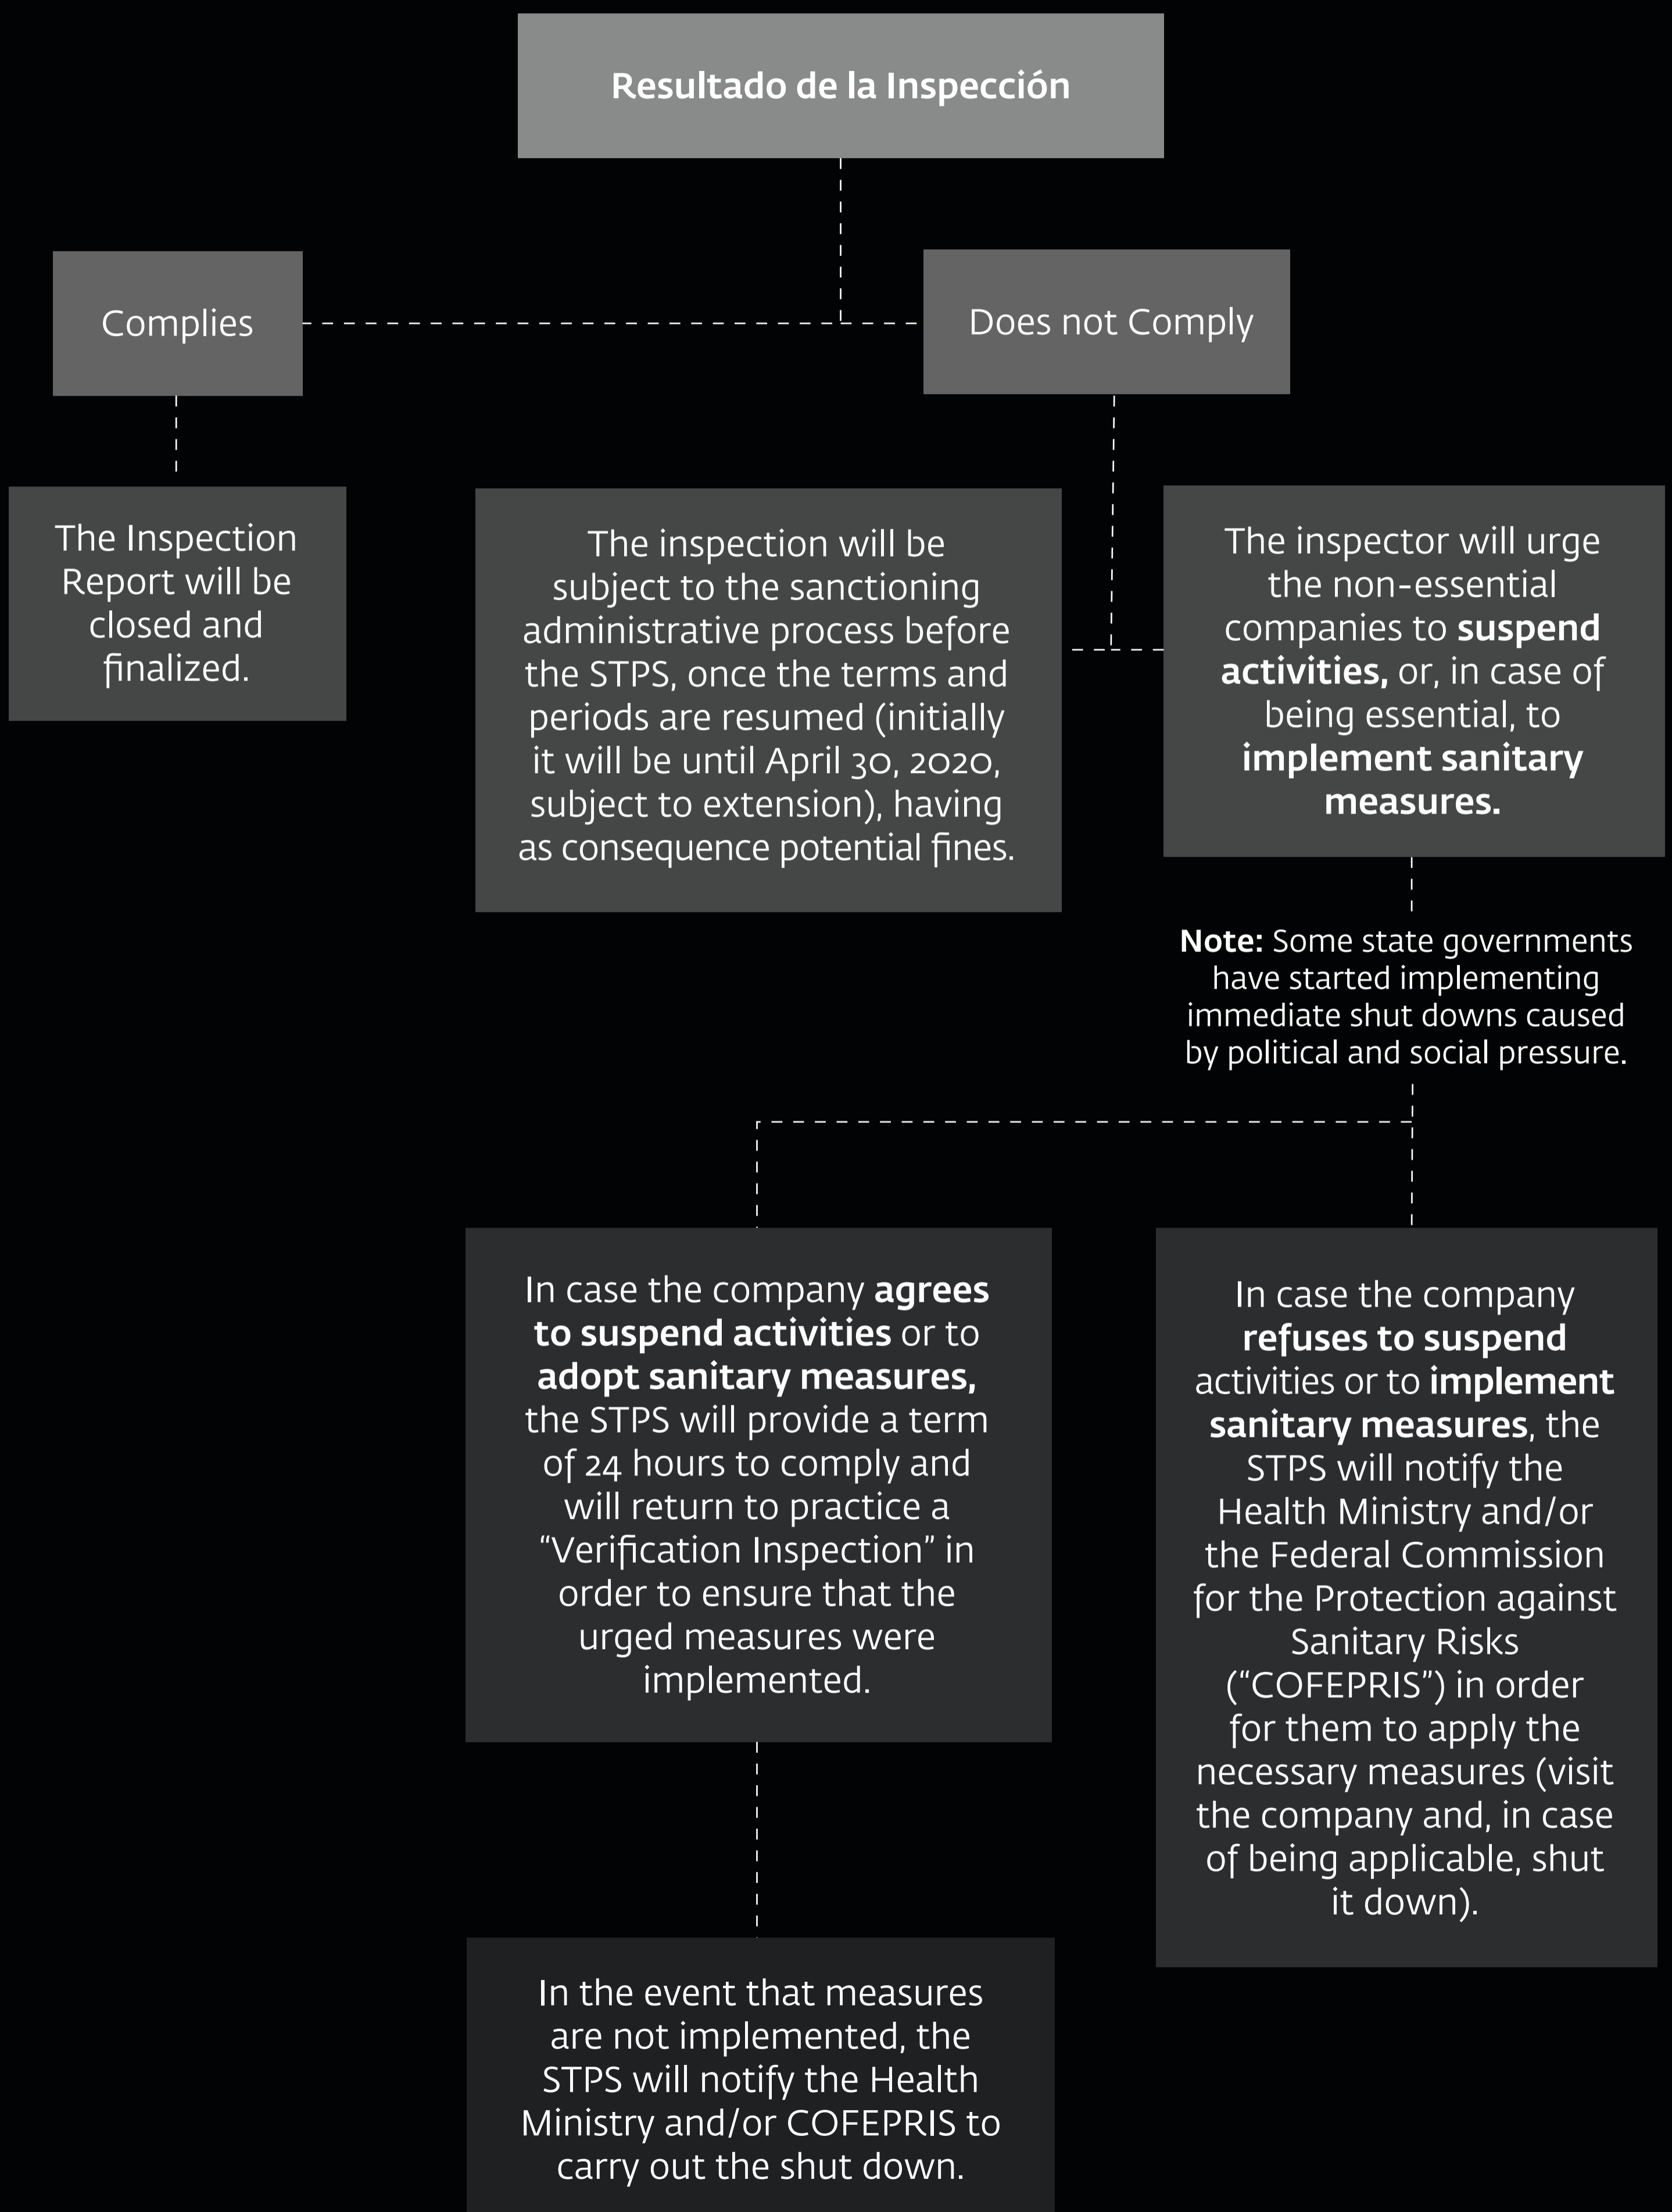 Resultado de la Inspección
Complies
Does not Comply
The Inspection
Report will be
closed and
finalized.
The inspection will be
subject to the sanctioning
administrative process before
the STPS, once the terms and
periods are resumed (initially
it will be until April 30, 2020,
subject to extension), having
as consequence potential fines.
The inspector will urge
the non-essential
companies to suspend
activities, or, in case of
being essential, to
implement sanitary
measures.
Note: Some state governments
have started implementing
immediate shut downs caused
by political and social pressure.
In case the company agrees
to suspend activities or to
adopt sanitary measures,
the STPS will provide a term
of 24 hours to comply and
will return to practice a
“Verification Inspection” in
order to ensure that the
urged measures were
implemented.
In case the company
refuses to suspend
activities or to implement
sanitary measures, the
STPS will notify the
Health Ministry and/or
the Federal Commission
for the Protection against
Sanitary Risks
(“COFEPRIS”) in order
for them to apply the
necessary measures (visit
the company and, in case
of being applicable, shut
it down).
In the event that measures
are not implemented, the
STPS will notify the Health
Ministry and/or COFEPRIS to
carry out the shut down.